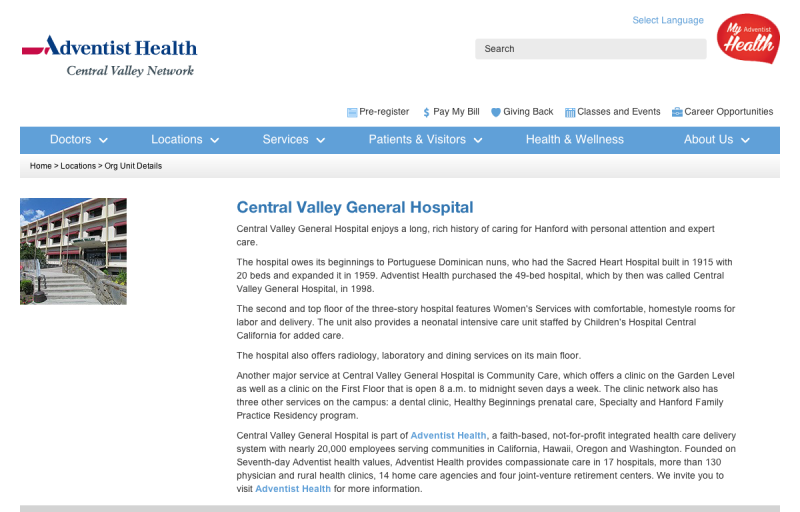 Select Language
My Adventist
Health
Adventist Health
Central Valley Network
Search
Pre-register
Pay My Bill
Giving Back
Classes and Events
Career Opportunities
Doctors
Locations
Services
Patients & Visitors
Health & Wellness
About Us
Home > Locations > Org Unit Details
Central Valley General Hospital
Central Valley General Hospital enjoys a long, rich history of caring for Hanford with personal attention and expert
care.
The hospital owes its beginnings to Portuguese Dominican nuns, who had the Sacred Heart Hospital built in 1915 with
20 beds and expanded it in 1959. Adventist Health purchased the 49-bed hospital, which by then was called Central
Valley General Hospital, in 1998.
The second and top floor of the three-story hospital features Women's Services with comfortable, homestyle rooms for
labor and delivery. The unit also provides a neonatal intensive care unit staffed by Children's Hospital Central
California for added care.
The hospital also offers radiology, laboratory and dining services on its main floor.
Another major service at Central Valley General Hospital is Community Care, which offers a clinic on the Garden Level
as well as a clinic on the First Floor that is open 8 a.m. to midnight seven days a week. The clinic network also has
three other services on the campus: a dental clinic, Healthy Beginnings prenatal care, Specialty and Hanford Family
Practice Residency program.
Central Valley General Hospital is part of Adventist Health, a faith-based, not-for-profit integrated health care delivery
system with nearly 20,000 employees serving communities in California, Hawaii, Oregon and Washington. Founded on
Seventh-day Adventist health values, Adventist Health provides compassionate care in 17 hospitals, more than 130
physician and rural health clinics, 14 home care agencies and four joint-venture retirement centers. We invite you to
visit Adventist Health for more information.